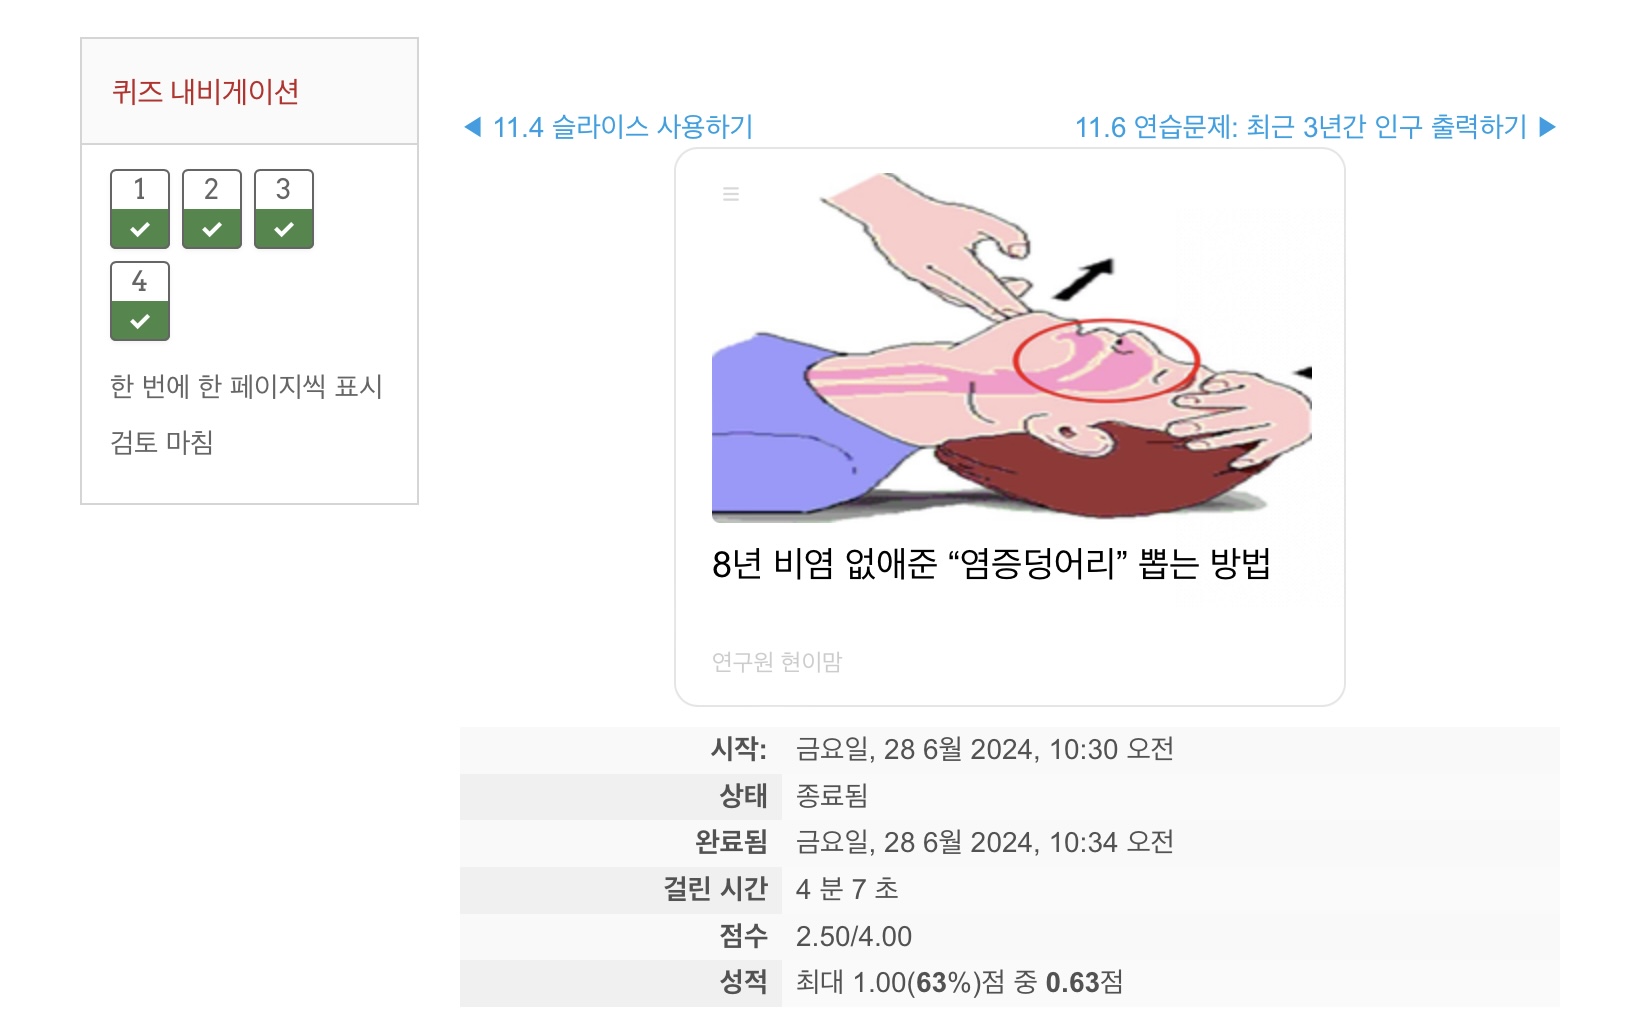 퀴즈 내비게이션
1 2 3
4
한 번에 한 페이지씩 표시
검토 마침
◀ 11.4 슬라이스 사용하기
11.6 연습문제: 최근 3년간 인구 출력하기 ▶
8년 비염 없애준 “염증덩어리” 뽑는 방법
연구원 현이맘
시작: 금요일, 28 6월 2024, 10:30 오전
상태 종료됨
완료됨 금요일, 28 6월 2024, 10:34 오전
걸린 시간 4 분 7 초
점수 2.50/4.00
성적 최대 1.00(63%)점 중 0.63점